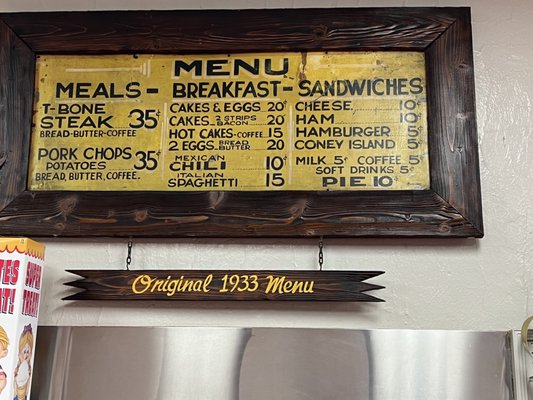 MENU
MEALS - BREAKFAST - SANDWICHES
T-BONE
STEAK 35¢
BREAD-BUTTER-COFFEE
PORK CHOPS 35¢
POTATOES
BREAD, BUTTER, COFFEE.
CAKES & EGGS 20¢
CAKES 2 STRIPS BACON 20
HOT CAKES-COFFEE 15
2 EGGS BREAD BUTTER 20
MEXICAN
CHILI 10
ITALIAN
SPAGHETTI 15
CHEESE 10¢
HAM 10¢
HAMBURGER 5¢
CONEY ISLAND 5
MILK 5¢ COFFEE 5¢
SOFT DRINKS 5
PIE 10¢
Original 1933 Menu